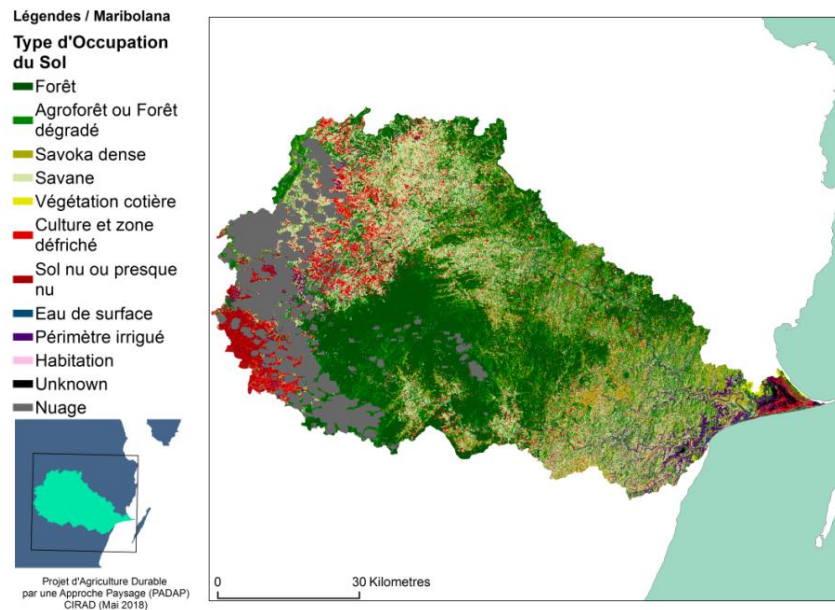 Légendes / Maribolana
Type d'Occupation
du Sol
Forêt
Agroforêt ou Forêt
dégradé
Savoka dense
Savane
Végétation cotière
Culture et zone
défriché
Sol nu ou presque
nu
Eau de surface
Périmètre irrigué
Habitation
Unknown
Nuage
Projet d'Agriculture Durable
par une Approche Paysage (PADAP)
CIRAD (Mai 2018)
0 30 Kilometres